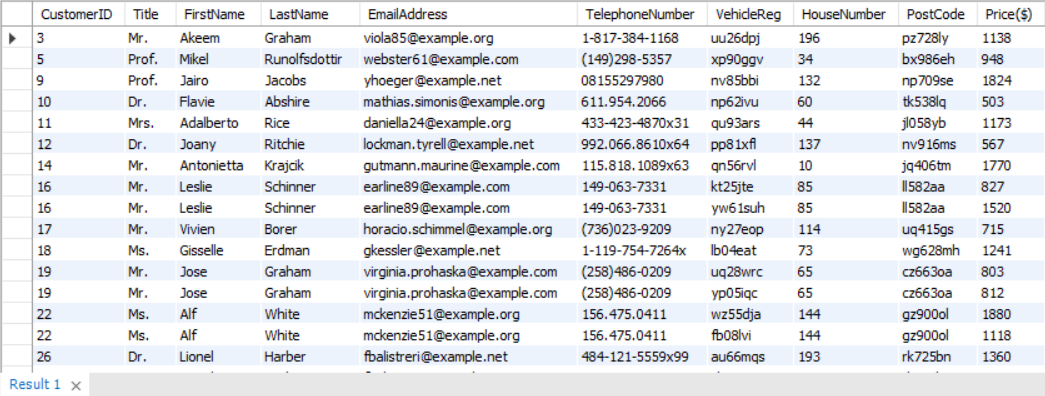 CustomerID Title FirstName LastName EmailAddress TelephoneNumber VehicleReg HouseNumber PostCode Price($)
3 Mr. Akeem Graham viola85@example.org 1-817-384-1168 uu26dpj 196 pz728ly 1138
5 Prof. Mikel Runolfsdottir webster61@example.com (149)298-5357 xp90ggv 34 bx986eh 948
9 Prof. Jairo Jacobs yhoeger@example.net 08155297980 nv85bbi 132 np709se 1824
10 Dr. Flavie Abshire mathias.simonis@example.org 611.954.2066 np62ivu 60 tk538lq 503
11 Mrs. Adalberto Rice daniella24@example.org 433-423-4870x31 qu93ars 44 jl058yb 1173
12 Dr. Joany Ritchie lockman.tyrell@example.net 992.066.8610x64 pp81xfl 137 nv916ms 567
14 Mr. Antonietta Krajcik gutmann.maurine@example.com 115.818.1089x63 qn56rvl 10 jq406tm 1770
16 Mr. Leslie Schinner earline89@example.com 149-063-7331 kt25jte 85 ll582aa 827
16 Mr. Leslie Schinner earline89@example.com 149-063-7331 yw61suh 85 ll582aa 1520
17 Mr. Vivien Borer horacio.schimmel@example.org (736)023-9209 ny27eop 114 uq415gs 715
18 Ms. Gisselle Erdman gkessler@example.net 1-119-754-7264x lb04eat 73 wg628mh 1241
19 Mr. Jose Graham virginia.prohaska@example.com (258)486-0209 uq28wrc 65 cz663oa 803
19 Mr. Jose Graham virginia.prohaska@example.com (258)486-0209 yp05iqc 65 cz663oa 812
22 Ms. Alf White mckenzie51@example.org 156.475.0411 wz55dja 144 gz900ol 1880
22 Ms. Alf White mckenzie51@example.org 156.475.0411 fb08lvi 144 gz900ol 1118
26 Dr. Lionel Harber fbalistreri@example.net 484-121-5559x99 au66mqs 193 rk725bn 1360
Result 1